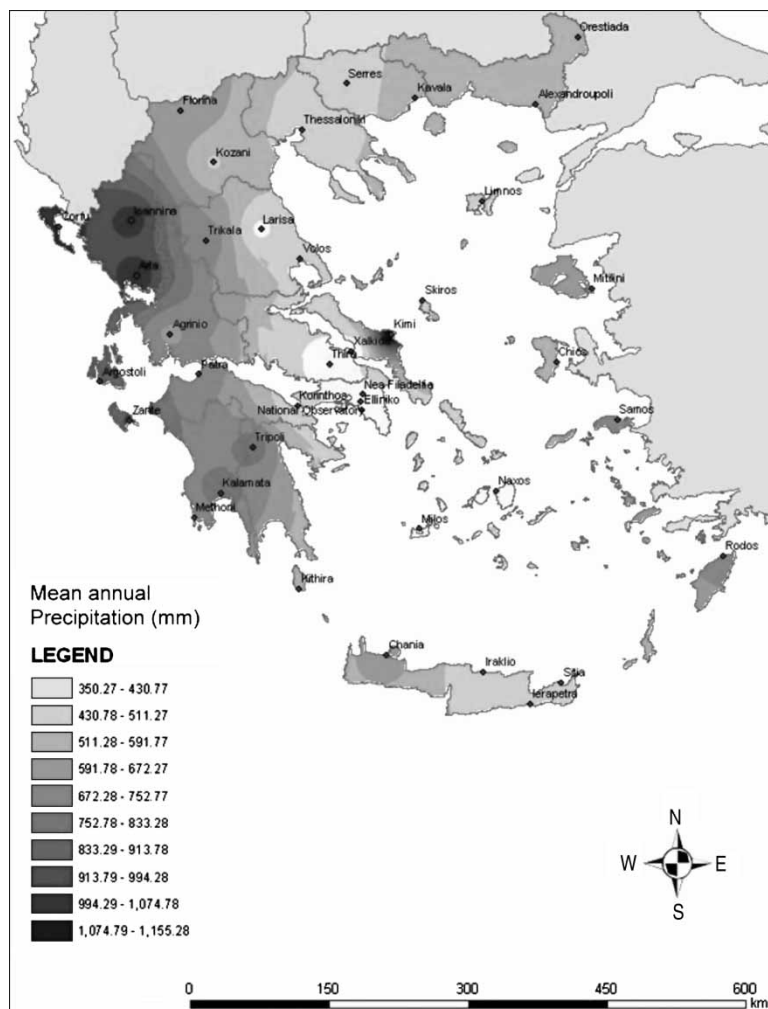 Orestiada
Serres
Kavala
Alexandroupoli
Florina
Thessaloniki
Kozani
Limnos
Corfu
Ioannina
Larisa
Trikala
Volos
Arta
Mitilini
Skiros
Agrinio
Kimi
Xalkida
Thira
Chios
Patra
Argostoli
Nea Filadelfia
Korinthos
Elliniko
National Observatory
Zante
Samos
Tripoli
Kalamata
Naxos
Methoni
Milos
Rodos
Kithira
Mean annual
Precipitation (mm)
LEGEND
Chania
Iraklio
Sitia
Ierapetra
350.27 - 430.77
430.78 - 511.27
511.28 - 591.77
591.78 - 672.27
672.28 - 752.77
752.78 - 833.28
833.29 - 913.78
913.79 - 994.28
994.29 - 1,074.78
1,074.79 - 1,155.28
N
W E
S
0 150 300 450 600
km